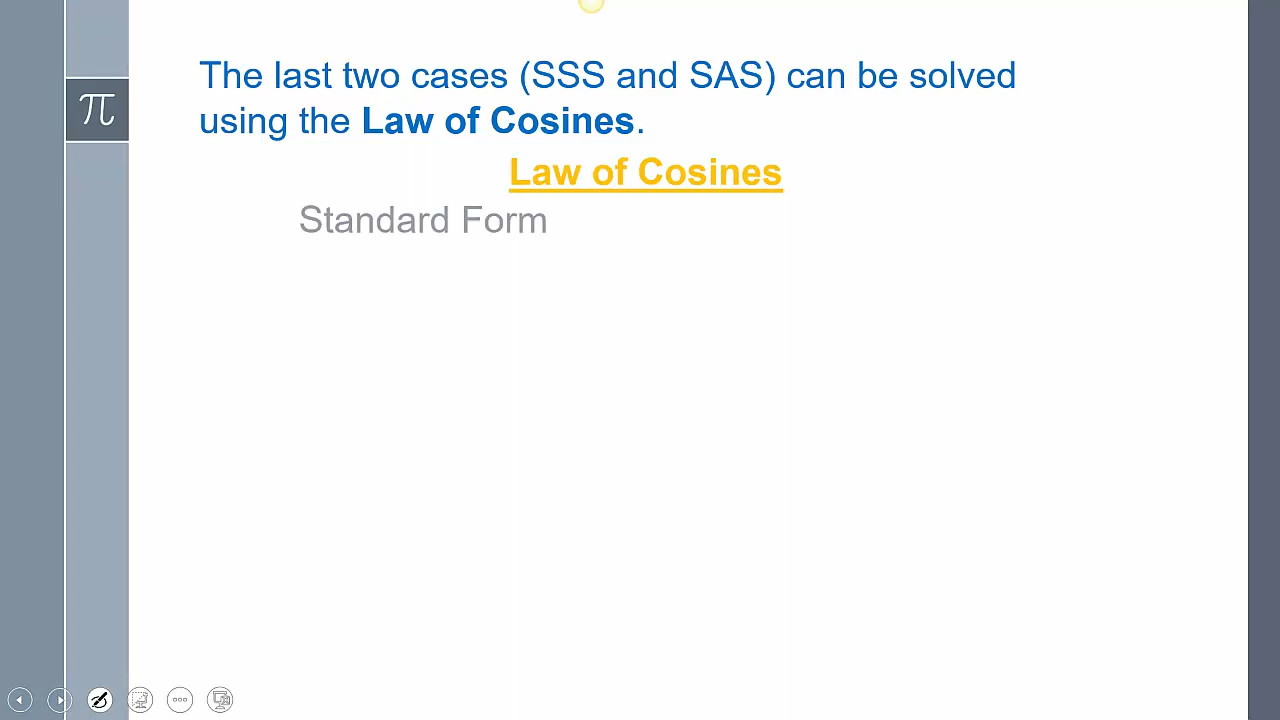 The last two cases (SSS and SAS) can be solved
using the Law of Cosines.
Law of Cosines
Standard Form
π